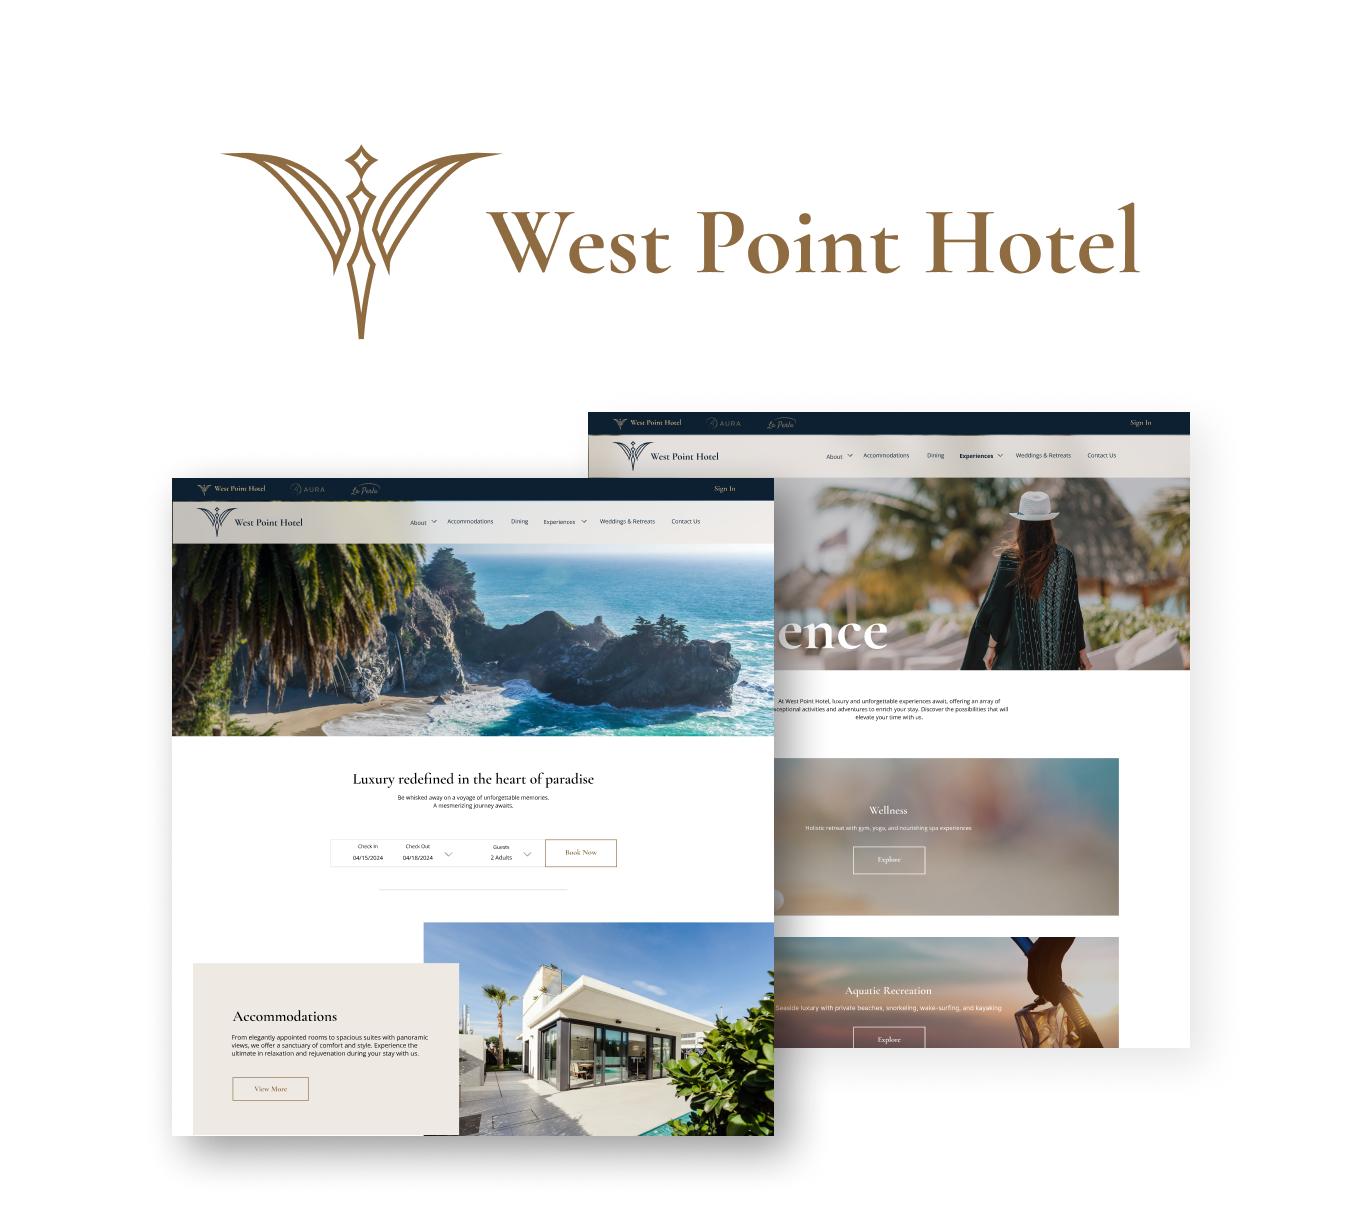 West Point Hotel
West Point Hotel AURA La Perla Sign In
West Point Hotel About Accommodations Dining Experiences Weddings & Retreats Contact Us
ence
At West Point Hotel, luxury and unforgettable experiences await, offering an array of
activities and adventures to enrich your stay. Discover the possibilities that will
elevate your time with us.
Wellness
Holistic retreat with gym, yoga, and nourishing spa experiences
Explore
Aquatic Recreation
Seaside luxury with private beaches, snorkeling, wake-surfing, and kayaking
Explore
West Point Hotel AURA La Perla Sign In
West Point Hotel About Accommodations Dining Experiences Weddings & Retreats Contact Us
Luxury redefined in the heart of paradise
Be whisked away on a voyage of unforgettable memories.
A mesmerizing journey awaits.
Check In Check Out Guests
04/15/2024 04/18/2024 2 Adults
Book Now
Accommodations
From elegantly appointed rooms to spacious suites with panoramic
views, we offer a sanctuary of comfort and style. Experience the
ultimate in relaxation and rejuvenation during your stay with us.
View More